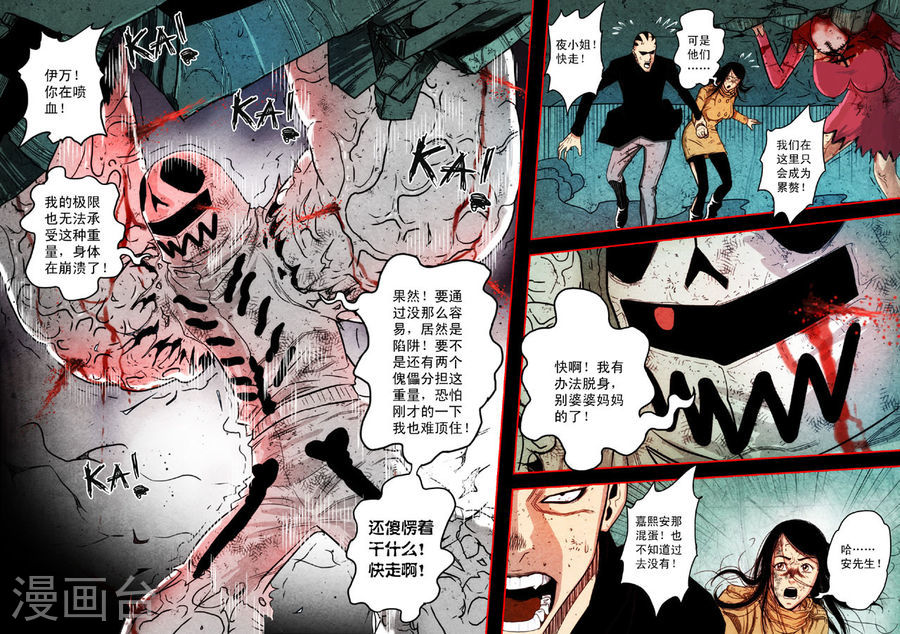 KA!
KA!
KA!
KA!
KA!
伊万！
你在喷
血！
我的极限
也无法承
受这种重
量，身体
在崩溃了！
果然！要通
过没那么容
易，居然是
陷阱！要不
是还有两个
傀儡分担这
重量，恐怕
刚才的一下
我也难顶住！
还傻愣着
干什么！
快走啊！
夜小姐！
快走！
可是
他们
……
我们在
这里只
会成为
累赘！
快啊！我有
办法脱身，
别婆婆妈妈
的了！
嘉熙安那
混蛋！也
不知道过
去没有！
哈……
安先生！
漫画台